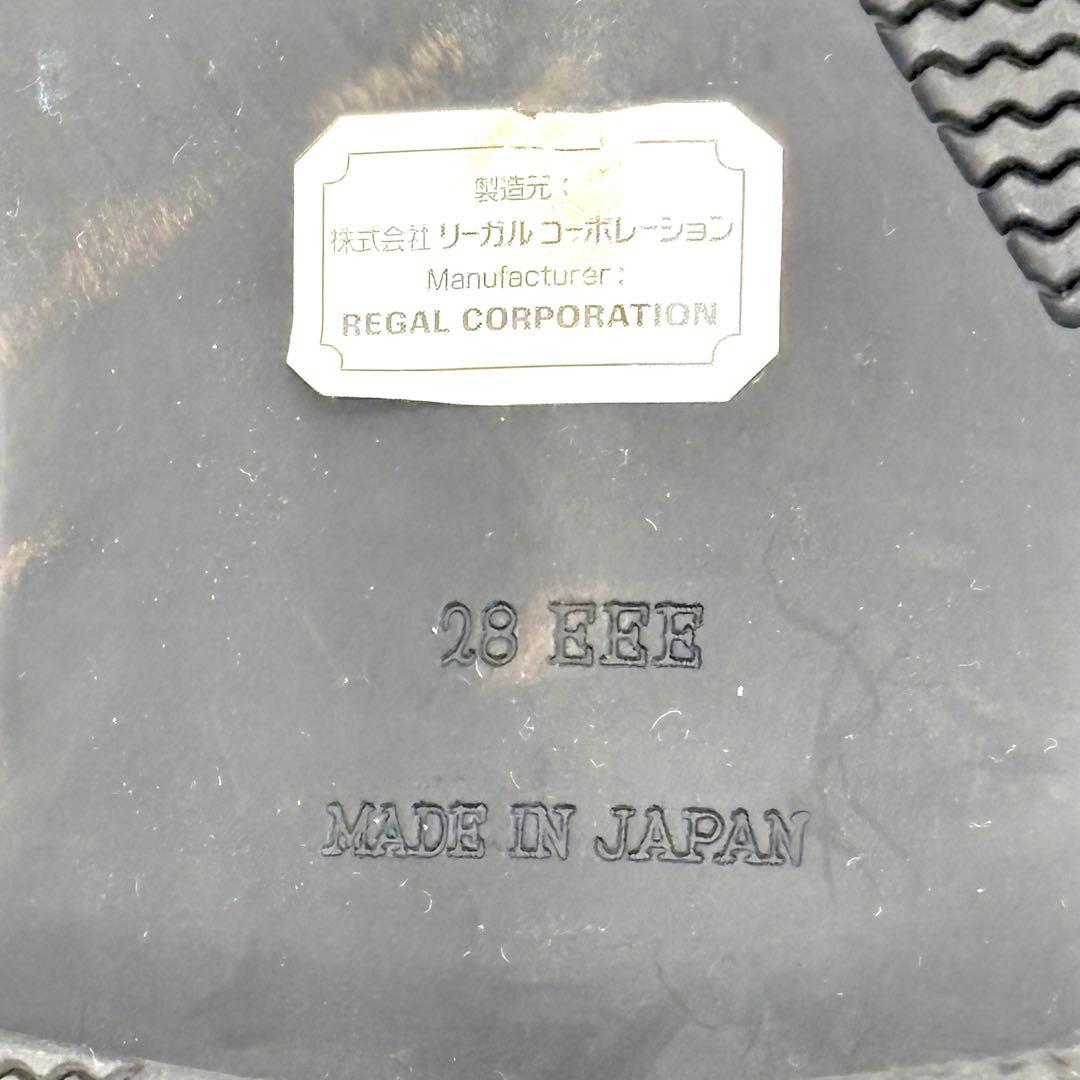 製造元:
株式会社 リーガル コーポレーション
Manufacturer:
REGAL CORPORATION
28 EEE
MADE IN JAPAN